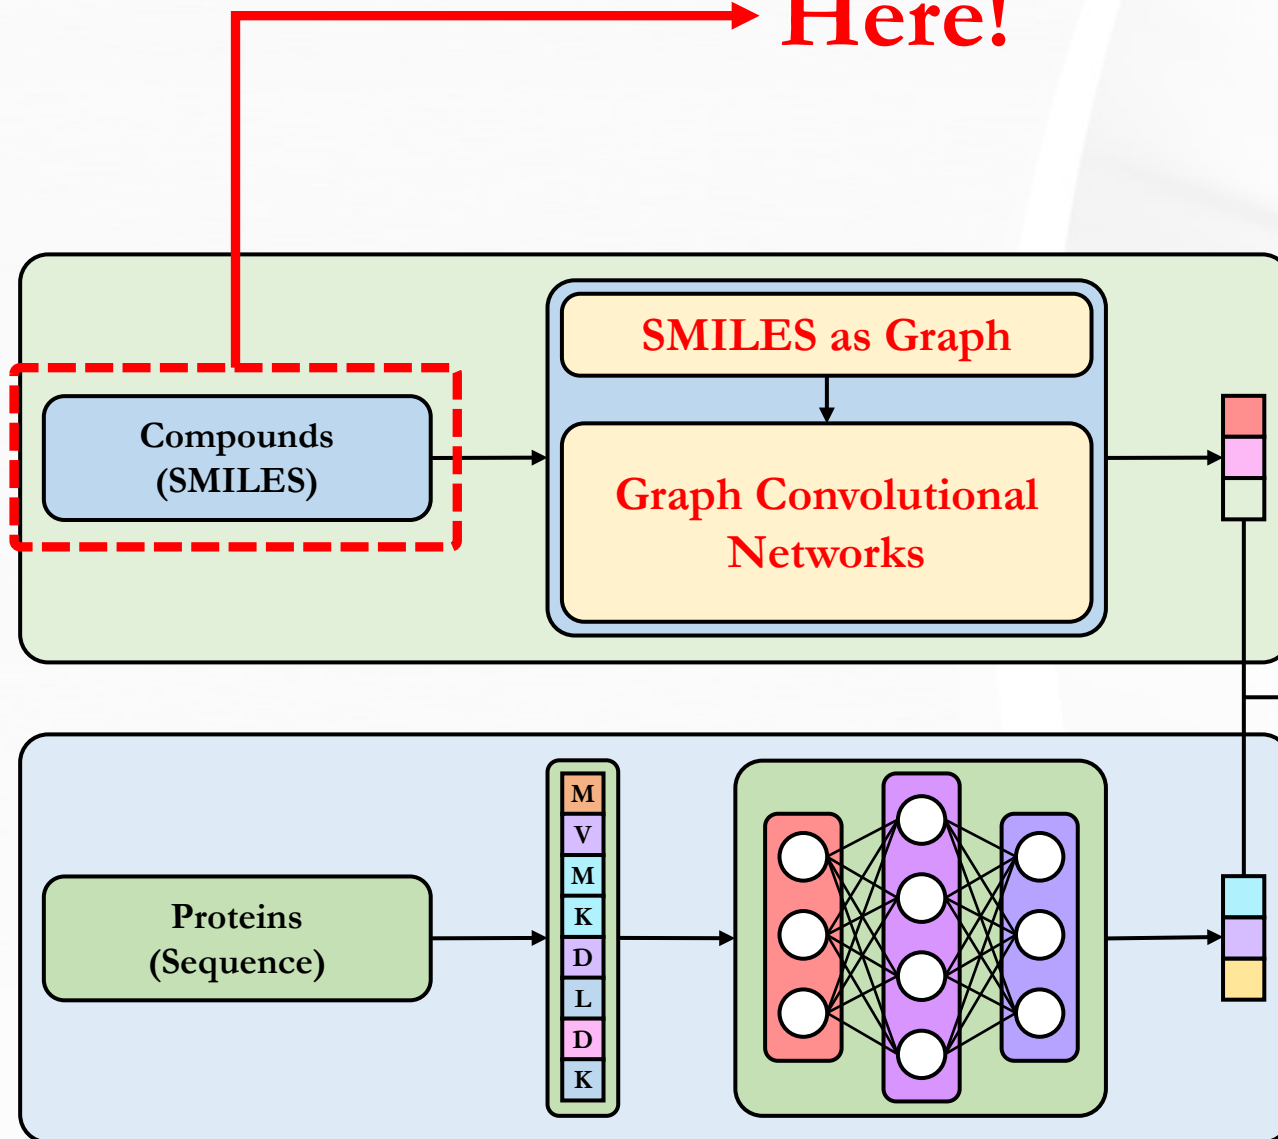 Here!
SMILES as Graph
Compounds
(SMILES)
Graph Convolutional
Networks
M
V
M
K
D
L
D
K
Proteins
(Sequence)